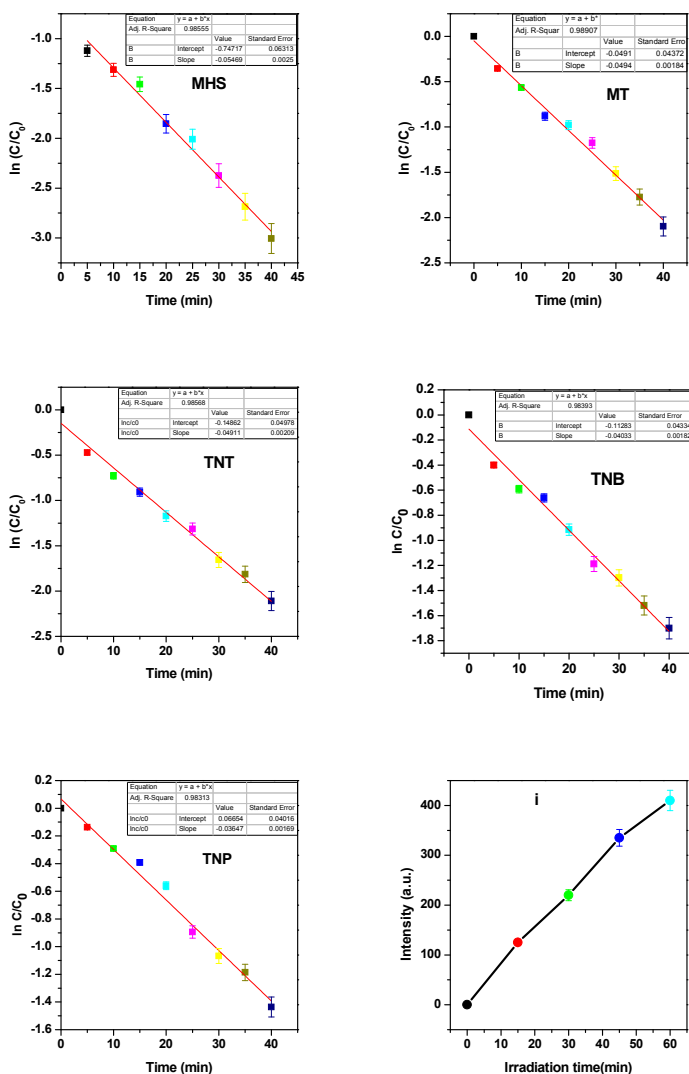 Equation y = a + b*x
Adj. R-Square 0.98555
Value Standard Error
B Intercept -0.74717 0.06313
B Slope -0.05469 0.0025
MHS
-1.0
-1.5
-2.0
-2.5
-3.0
ln (C/C0)
0 5 10 15 20 25 30 35 40 45
Time (min)
Equation y = a + b*
Adj. R-Squar 0.98907
Value Standard Erro
B Intercept -0.0491 0.04372
B Slope -0.0494 0.00184
MT
0.0
-0.5
-1.0
-1.5
-2.0
-2.5
ln (C/C0)
0 10 20 30 40
Time (min)
Equation y = a + b*x
Adj. R-Square 0.98568
Value Standard Error
lnc/c0 Intercept -0.14862 0.04978
lnc/c0 Slope -0.04911 0.00209
TNT
0.0
-0.5
-1.0
-1.5
-2.0
-2.5
ln (C/C0)
0 10 20 30 40
Time (min)
Equation y = a + b*x
Adj. R-Square 0.98393
Value Standard Error
B Intercept -0.11283 0.04334
B Slope -0.04033 0.00182
TNB
0.2
0.0
-0.2
-0.4
-0.6
-0.8
-1.0
-1.2
-1.4
-1.6
-1.8
ln C/C0
0 10 20 30 40
Time (min)
Equation y = a + b*x
Adj. R-Square 0.98313
Value Standard Error
lnc/c0 Intercept 0.06654 0.04016
lnc/c0 Slope -0.03647 0.00169
TNP
0.2
0.0
-0.2
-0.4
-0.6
-0.8
-1.0
-1.2
-1.4
-1.6
ln C/C0
0 10 20 30 40
Time (min)
i
400
300
200
100
0
Intensity (a.u.)
0 10 20 30 40 50 60
Irradiation time(min)